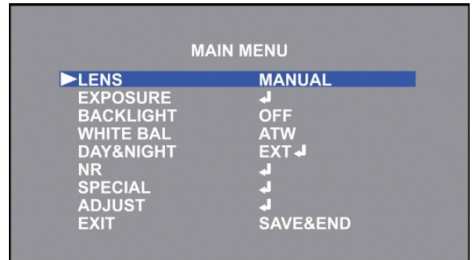 MAIN MENU
►LENS MANUAL
EXPOSURE ↲
BACKLIGHT OFF
WHITE BAL ATW
DAY&NIGHT EXT↲
NR ↲
SPECIAL ↲
ADJUST ↲
EXIT SAVE&END